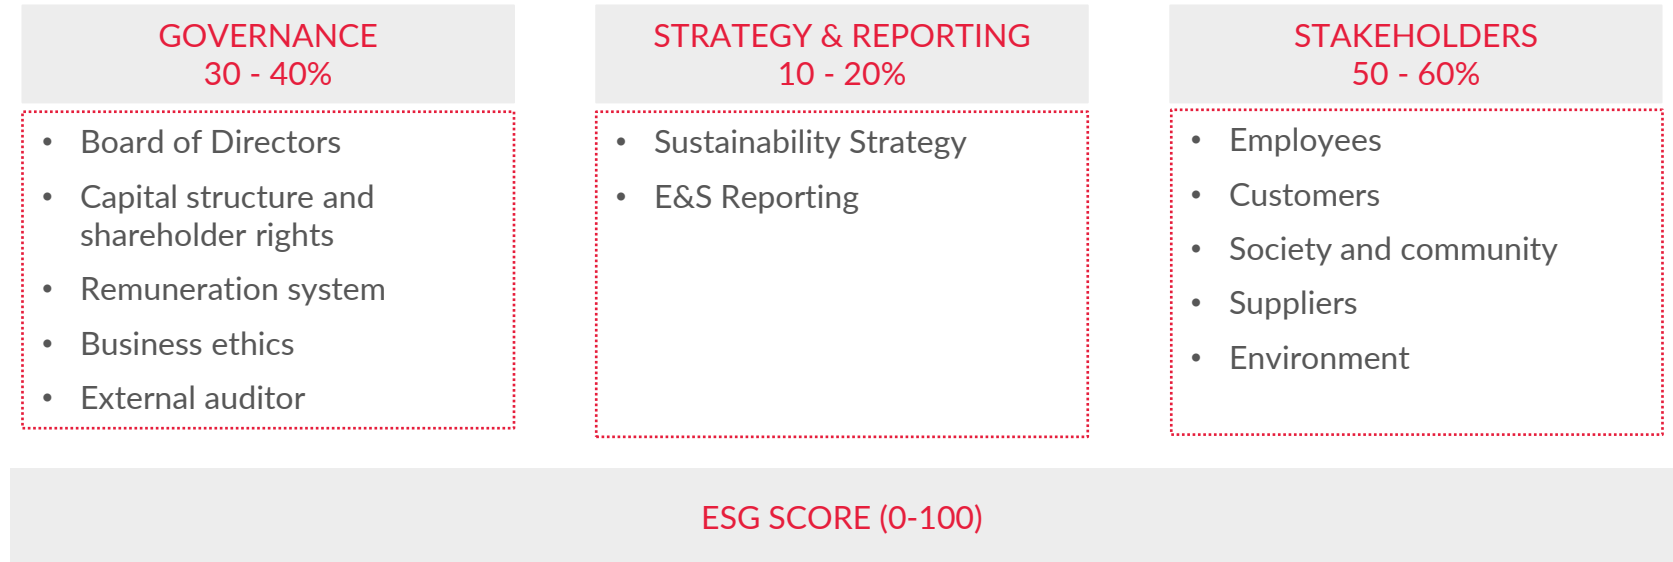 GOVERNANCE
30 - 40%
• Board of Directors
• Capital structure and
shareholder rights
• Remuneration system
• Business ethics
• External auditor
STRATEGY & REPORTING
10 - 20%
• Sustainability Strategy
• E&S Reporting
STAKEHOLDERS
50 - 60%
• Employees
• Customers
• Society and community
• Suppliers
• Environment
ESG SCORE (0-100)